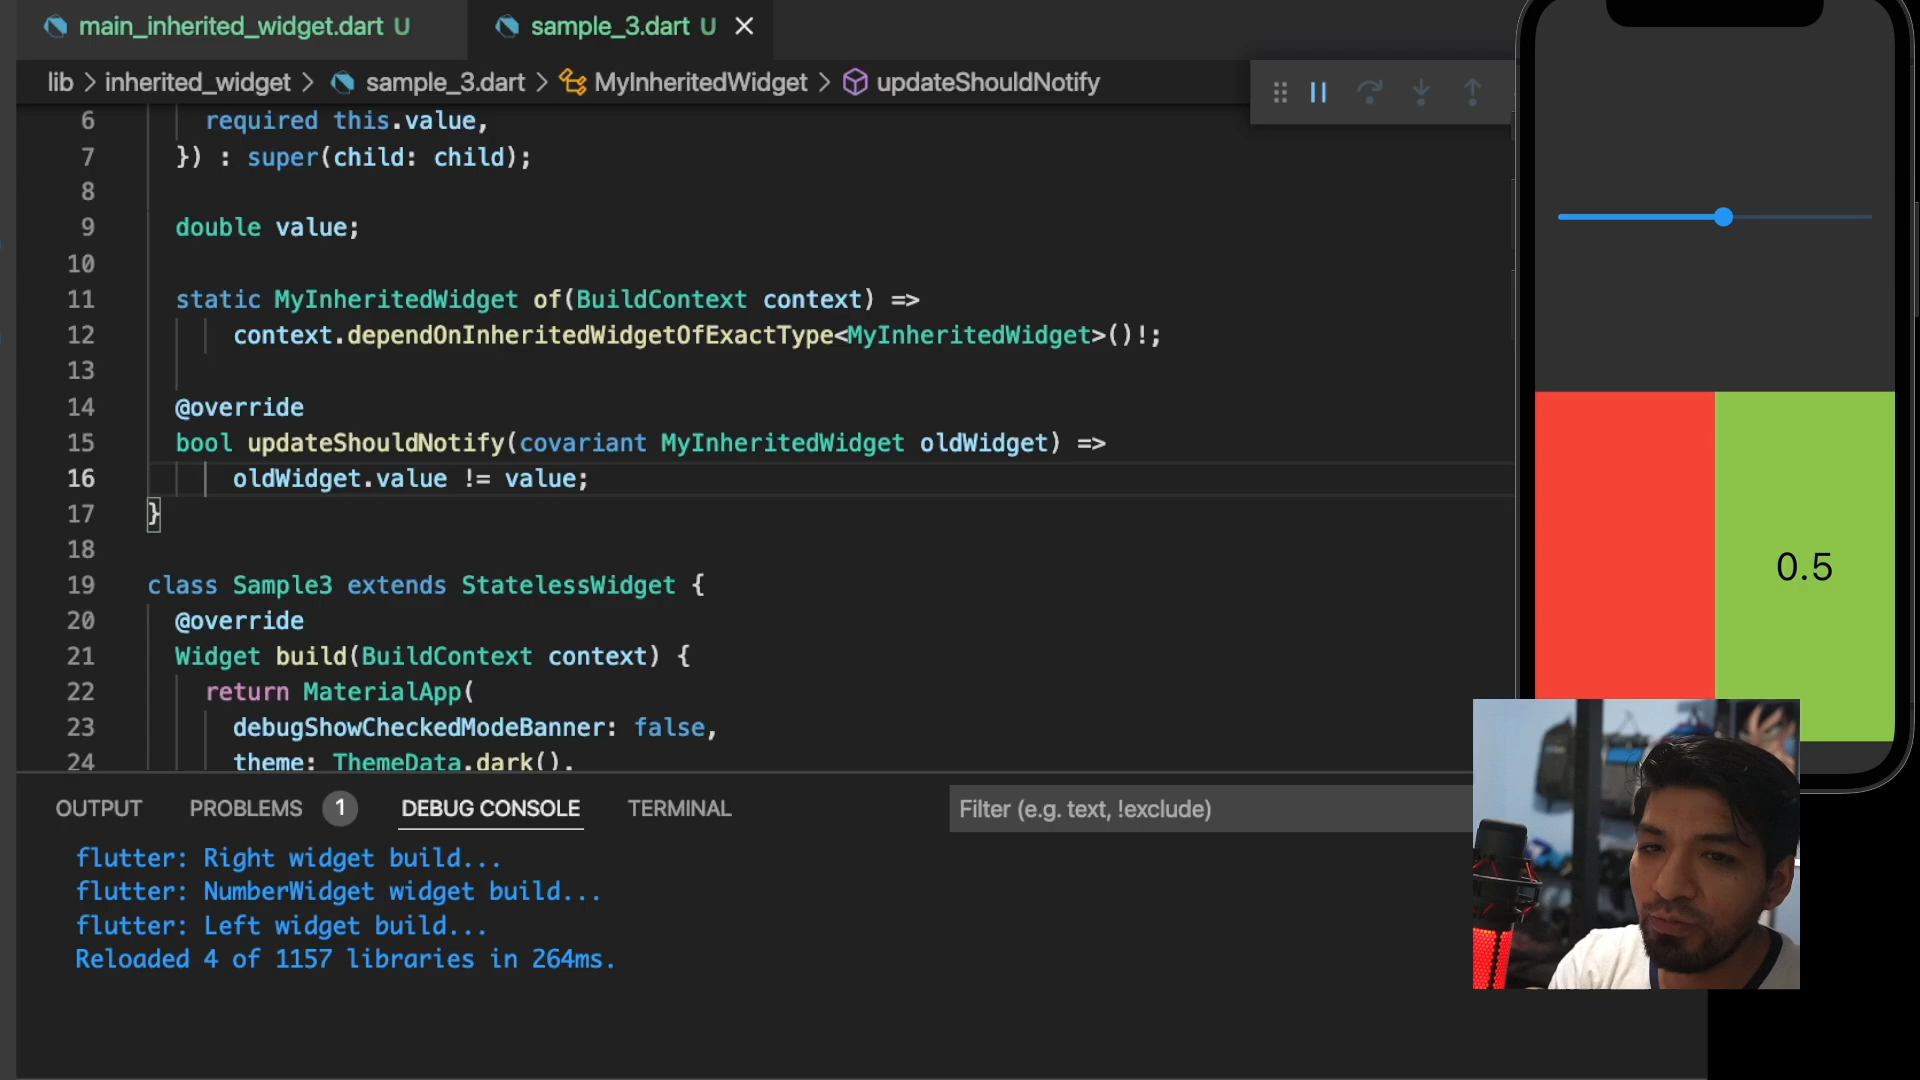 main_inherited_widget.dart U
sample_3.dart U
lib > inherited_widget > sample_3.dart > MyInheritedWidget > updateShouldNotify
6 required this.value,
7 }) : super(child: child);
8
9 double value;
10
11 static MyInheritedWidget of(BuildContext context) =>
12 context.dependOnInheritedWidgetOfExactType<MyInheritedWidget>()!;
13
14 @override
15 bool updateShouldNotify(covariant MyInheritedWidget oldWidget) =>
16 oldWidget.value != value;
17 }
18
19 class Sample3 extends StatelessWidget {
20 @override
21 Widget build(BuildContext context) {
22 return MaterialApp(
23 debugShowCheckedModeBanner: false,
24 theme: ThemeData.dark(),
0.5
OUTPUT PROBLEMS 1 DEBUG CONSOLE TERMINAL
Filter (e.g. text, !exclude)
flutter: Right widget build...
flutter: NumberWidget widget build...
flutter: Left widget build...
Reloaded 4 of 1157 libraries in 264ms.